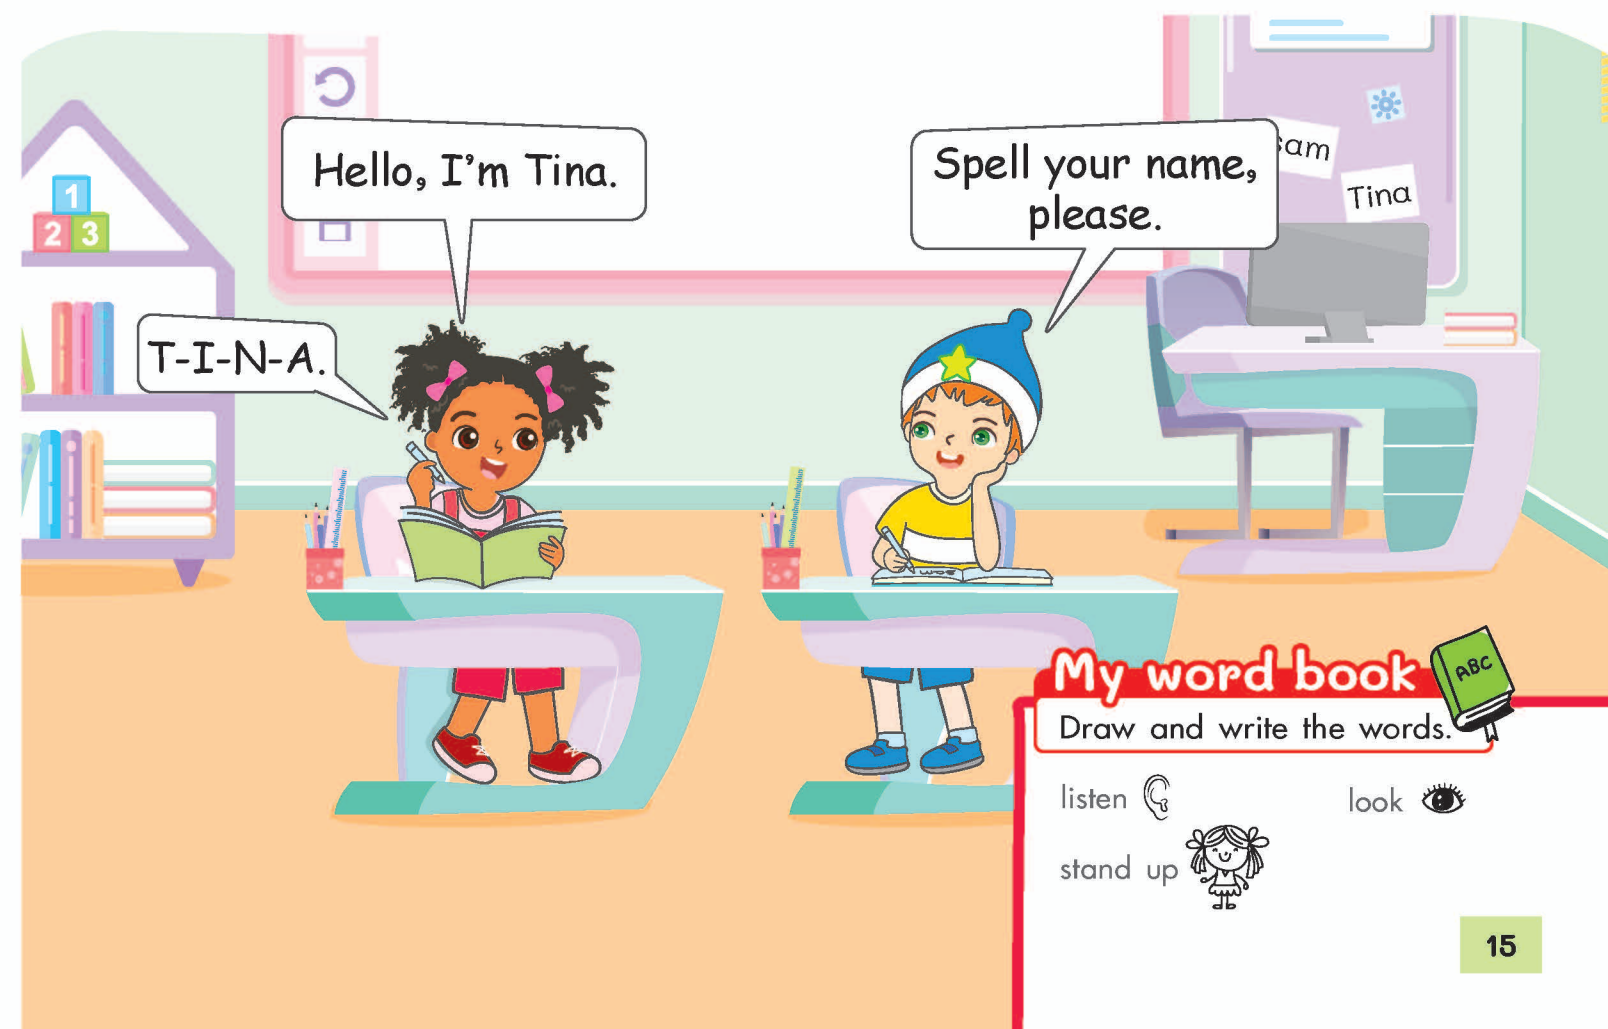 Hello, I'm Tina.
Spell your name,
please.
T-I-N-A.
Tina
1
2 3
My word book
ABC
Draw and write the words.
listen
look
stand up
15